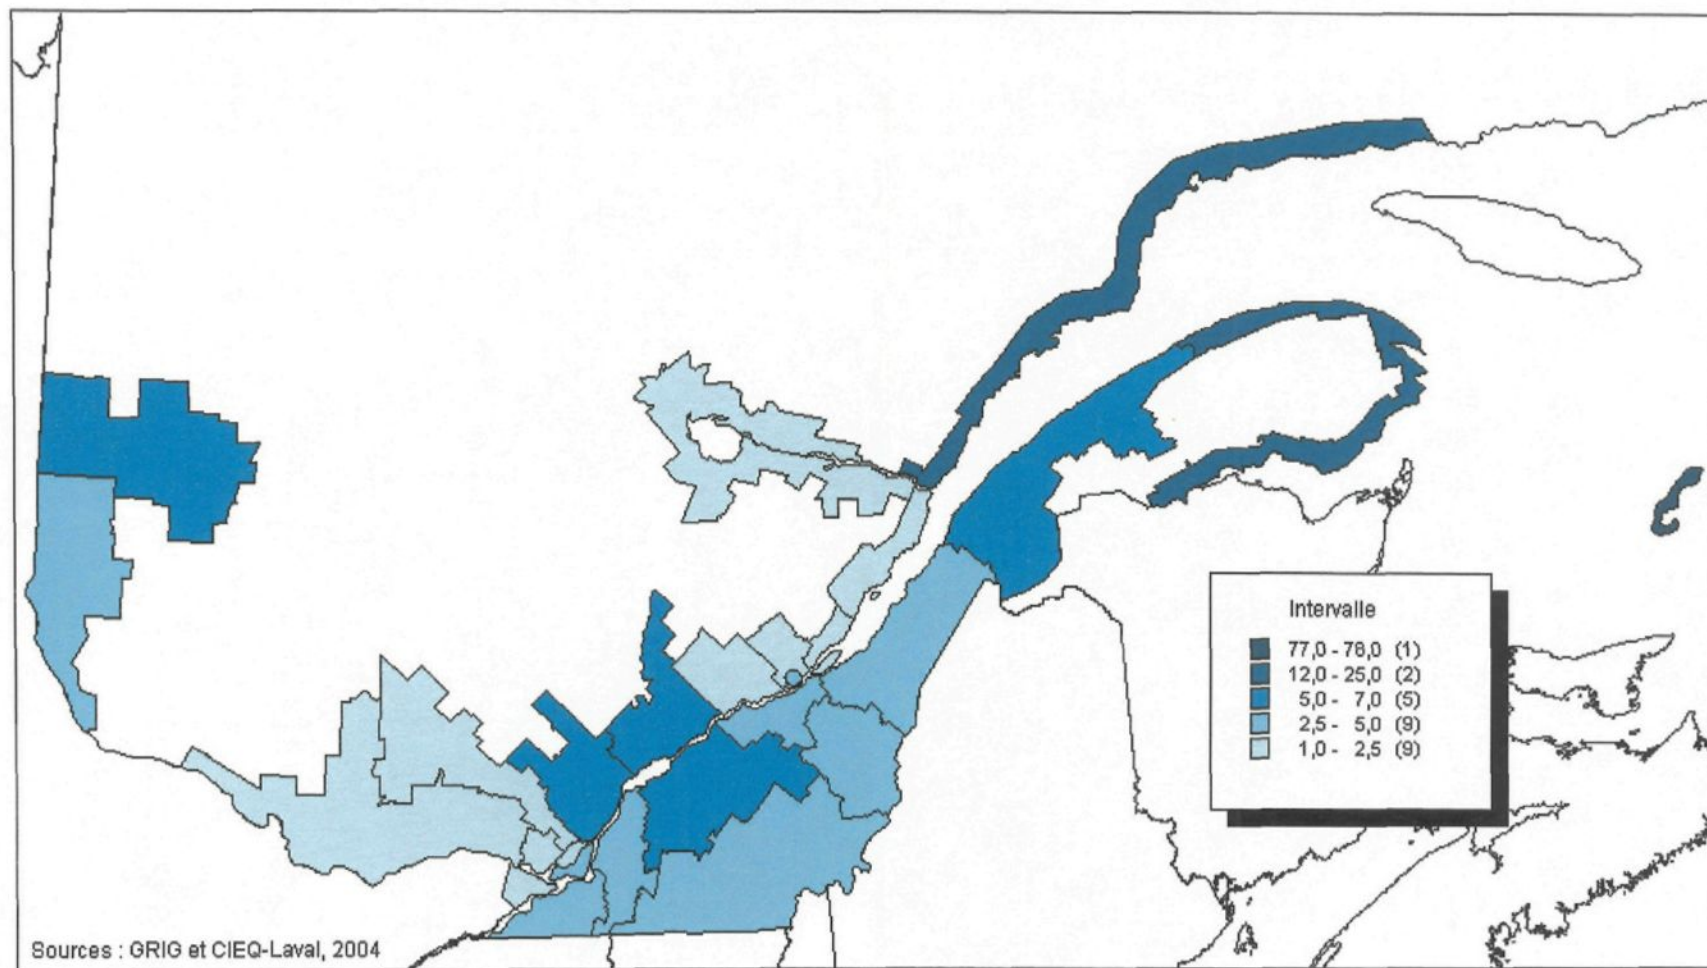 Intervalle
77,0 - 78,0 (1)
12,0 - 25,0 (2)
5,0 - 7,0 (5)
2,5 - 5,0 (9)
1,0 - 2,5 (9)
Sources : GRIG et CIEQ-Laval, 2004